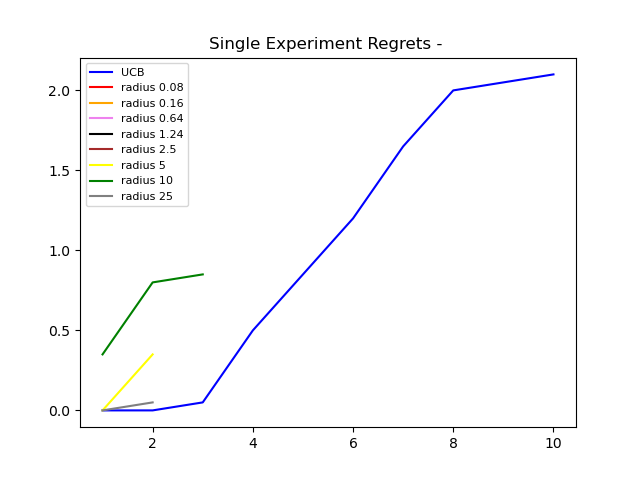 Single Experiment Regrets -
UCB
radius 0.08
radius 0.16
radius 0.64
radius 1.24
radius 2.5
radius 5
radius 10
radius 25
2.0
1.5
1.0
0.5
0.0
2 4 6 8 10